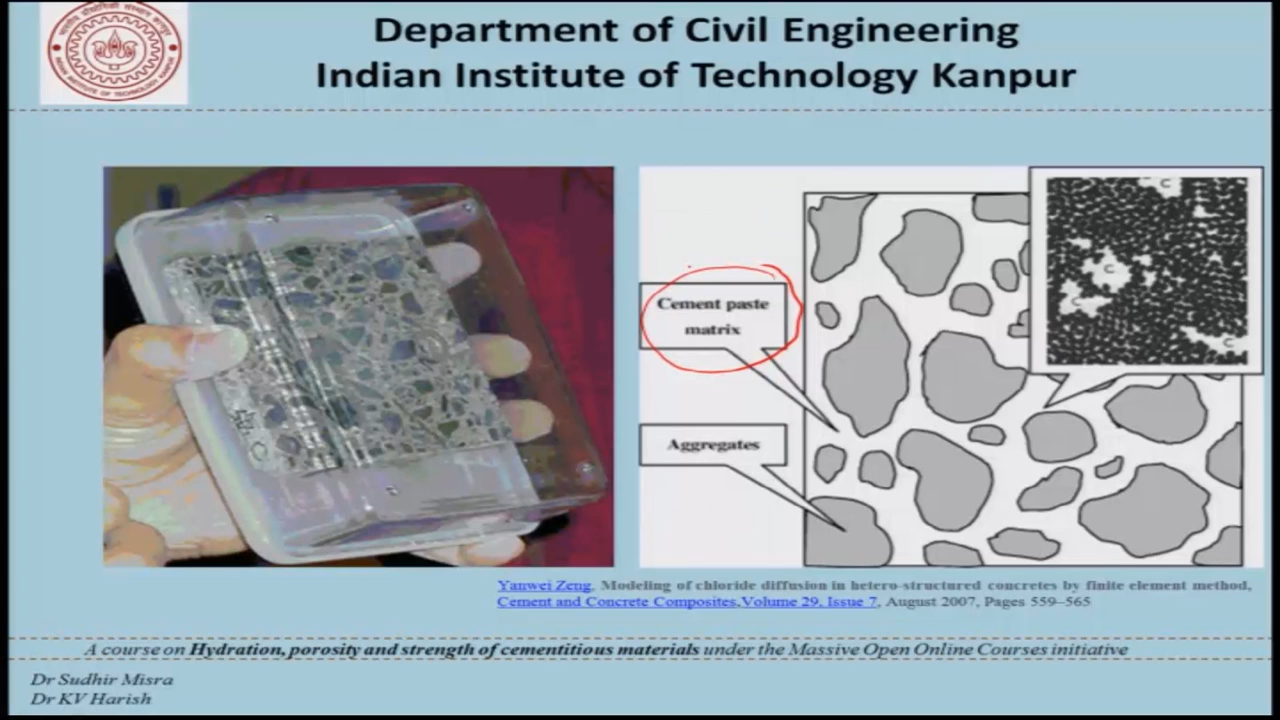 Department of Civil Engineering
Indian Institute of Technology Kanpur
Cement paste
matrix
Aggregates
C
C
C
C
Yanwei Zeng, Modeling of chloride diffusion in hetero-structured concretes by finite element method,
Cement and Concrete Composites,Volume 29, Issue 7, August 2007, Pages 559–565
A course on Hydration, porosity and strength of cementitious materials under the Massive Open Online Courses initiative
Dr Sudhir Misra
Dr KV Harish